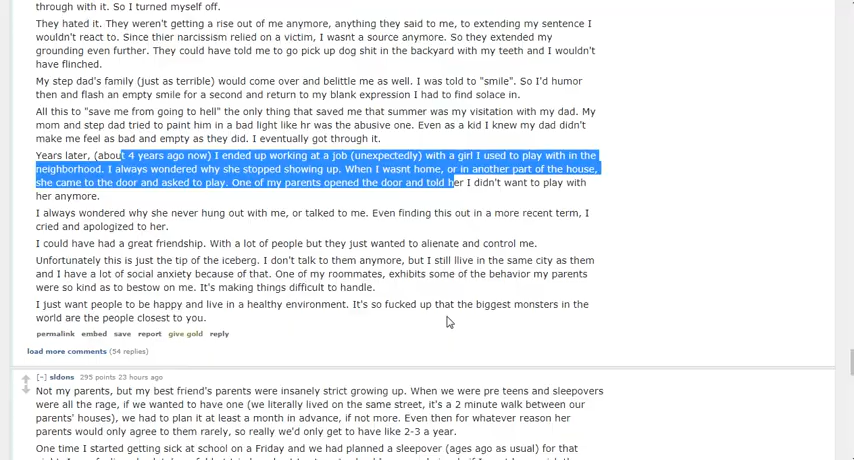 through with it. So I turned myself off.
They hated it. They weren't getting a rise out of me anymore, anything they said to me, to extending my sentence I
wouldn't react to. Since thier narcissism relied on a victim, I wasnt a source anymore. So they extended my
grounding even further. They could have told me to go pick up dog shit in the backyard with my teeth and I wouldn't
have flinched.
My step dad's family (just as terrible) would come over and belittle me as well. I was told to "smile". So I'd humor
then and flash an empty smile for a second and return to my blank expression I had to find solace in.
All this to "save me from going to hell" the only thing that saved me that summer was my visitation with my dad. My
mom and step dad tried to paint him in a bad light like hr was the abusive one. Even as a kid I knew my dad didn't
make me feel as bad and empty as they did. I eventually got through it.
Years later, (about 4 years ago now) I ended up working at a job (unexpectedly) with a girl I used to play with in the
neighborhood. I always wondered why she stopped showing up. When I wasnt home, or in another part of the house,
she came to the door and asked to play. One of my parents opened the door and told her I didn't want to play with
her anymore.
I always wondered why she never hung out with me, or talked to me. Even finding this out in a more recent term, I
cried and apologized to her.
I could have had a great friendship. With a lot of people but they just wanted to alienate and control me.
Unfortunately this is just the tip of the iceberg. I don't talk to them anymore, but I still llive in the same city as them
and I have a lot of social anxiety because of that. One of my roommates, exhibits some of the behavior my parents
were so kind as to bestow on me. It's making things difficult to handle.
I just want people to be happy and live in a healthy environment. It's so fucked up that the biggest monsters in the
world are the people closest to you.
permalink embed save report give gold reply
load more comments (54 replies)
[–] sldons 295 points 23 hours ago
Not my parents, but my best friend's parents were insanely strict growing up. When we were pre teens and sleepovers
were all the rage, if we wanted to have one (we literally lived on the same street, it's a 2 minute walk between our
parents' houses), we had to plan it at least a month in advance, if not more. Even then for whatever reason her
parents would only agree to them rarely, so really we'd only get to have like 2-3 a year.
One time I started getting sick at school on a Friday and we had planned a sleepover (ages ago as usual) for that